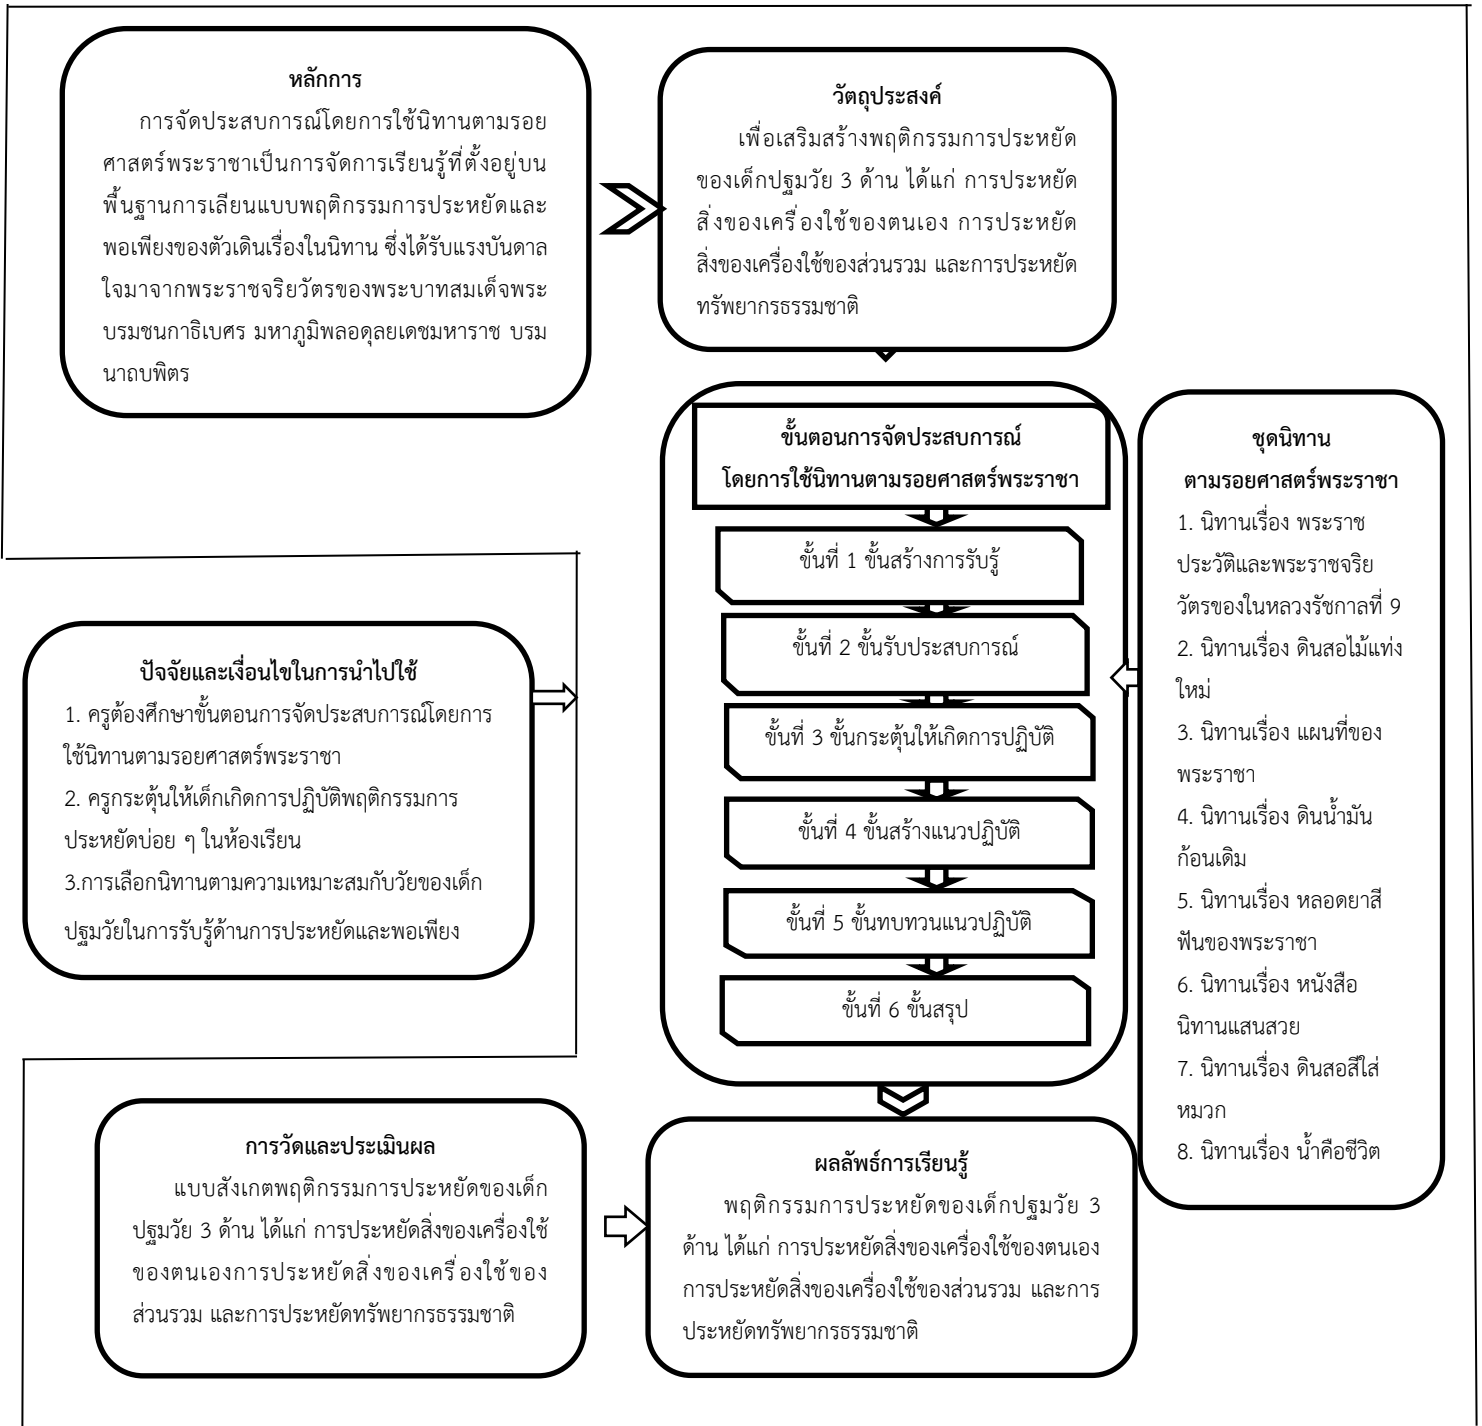 หลักการ
การจัดประสบการณ์โดยการใช้นิทานตามรอย
ศาสตร์พระราชาเป็นการจัดการเรียนรู้ที่ตั้งอยู่บน
พื้นฐานการเลียนแบบพฤติกรรมการประหยัดและ
พอเพียงของตัวเดินเรื่องในนิทาน ซึ่งได้รับแรงบันดาล
ใจมาจากพระราชจริยวัตรของพระบาทสมเด็จพระ
บรมชนกาธิเบศร มหาภูมิพลอดุลยเดชมหาราช บรม
นาถบพิตร
วัตถุประสงค์
เพื่อเสริมสร้างพฤติกรรมการประหยัด
ของเด็กปฐมวัย 3 ด้าน ได้แก่ การประหยัด
สิ่งของเครื่องใช้ของตนเอง การประหยัด
สิ่งของเครื่องใช้ของส่วนรวม และการประหยัด
ทรัพยากรธรรมชาติ
ขั้นตอนการจัดประสบการณ์
โดยการใช้นิทานตามรอยศาสตร์พระราชา
ขั้นที่ 1 ขั้นสร้างการรับรู้
ขั้นที่ 2 ขั้นรับประสบการณ์
ขั้นที่ 3 ขั้นกระตุ้นให้เกิดการปฏิบัติ
ขั้นที่ 4 ขั้นสร้างแนวปฏิบัติ
ขั้นที่ 5 ขั้นทบทวนแนวปฏิบัติ
ขั้นที่ 6 ขั้นสรุป
ชุดนิทาน
ตามรอยศาสตร์พระราชา
1. นิทานเรื่อง พระราช
ประวัติและพระราชจริย
วัตรของในหลวงรัชกาลที่ 9
2. นิทานเรื่อง ดินสอไม้แท่ง
ใหม่
3. นิทานเรื่อง แผนที่ของ
พระราชา
4. นิทานเรื่อง ดินน้ำมัน
ก้อนเดิม
5. นิทานเรื่อง หลอดยาสี
ฟันของพระราชา
6. นิทานเรื่อง หนังสือ
นิทานแสนสวย
7. นิทานเรื่อง ดินสอสีใส่
หมวก
8. นิทานเรื่อง น้ำคือชีวิต
ปัจจัยและเงื่อนไขในการนำไปใช้
1. ครูต้องศึกษาขั้นตอนการจัดประสบการณ์โดยการ
ใช้นิทานตามรอยศาสตร์พระราชา
2. ครูกระตุ้นให้เด็กเกิดการปฏิบัติพฤติกรรมการ
ประหยัดบ่อย ๆ ในห้องเรียน
3.การเลือกนิทานตามความเหมาะสมกับวัยของเด็ก
ปฐมวัยในการรับรู้ด้านการประหยัดและพอเพียง
การวัดและประเมินผล
แบบสังเกตพฤติกรรมการประหยัดของเด็ก
ปฐมวัย 3 ด้าน ได้แก่ การประหยัดสิ่งของเครื่องใช้
ของตนเองการประหยัดสิ่งของเครื่องใช้ของ
ส่วนรวม และการประหยัดทรัพยากรธรรมชาติ
ผลลัพธ์การเรียนรู้
พฤติกรรมการประหยัดของเด็กปฐมวัย 3
ด้าน ได้แก่ การประหยัดสิ่งของเครื่องใช้ของตนเอง
การประหยัดสิ่งของเครื่องใช้ของส่วนรวม และการ
ประหยัดทรัพยากรธรรมชาติ